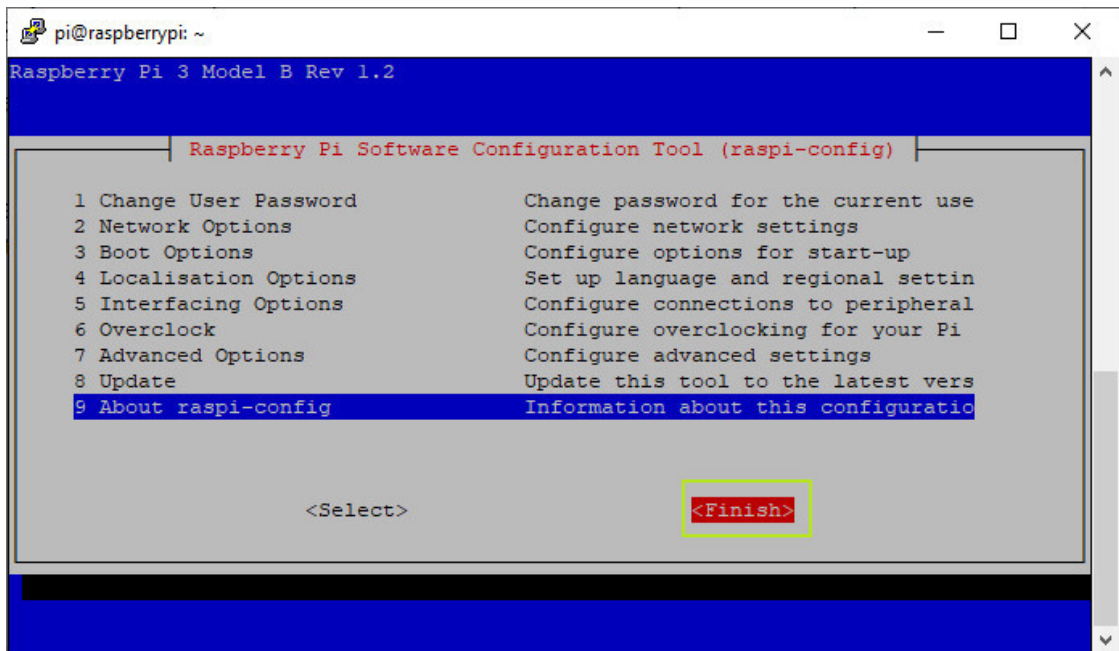 pi@raspberrypi: ~
Raspberry Pi 3 Model B Rev 1.2
Raspberry Pi Software Configuration Tool (raspi-config)
1 Change User Password Change password for the current use
2 Network Options Configure network settings
3 Boot Options Configure options for start-up
4 Localisation Options Set up language and regional settin
5 Interfacing Options Configure connections to peripheral
6 Overclock Configure overclocking for your Pi
7 Advanced Options Configure advanced settings
8 Update Update this tool to the latest vers
9 About raspi-config Information about this configuratio
<Select> <Finish>